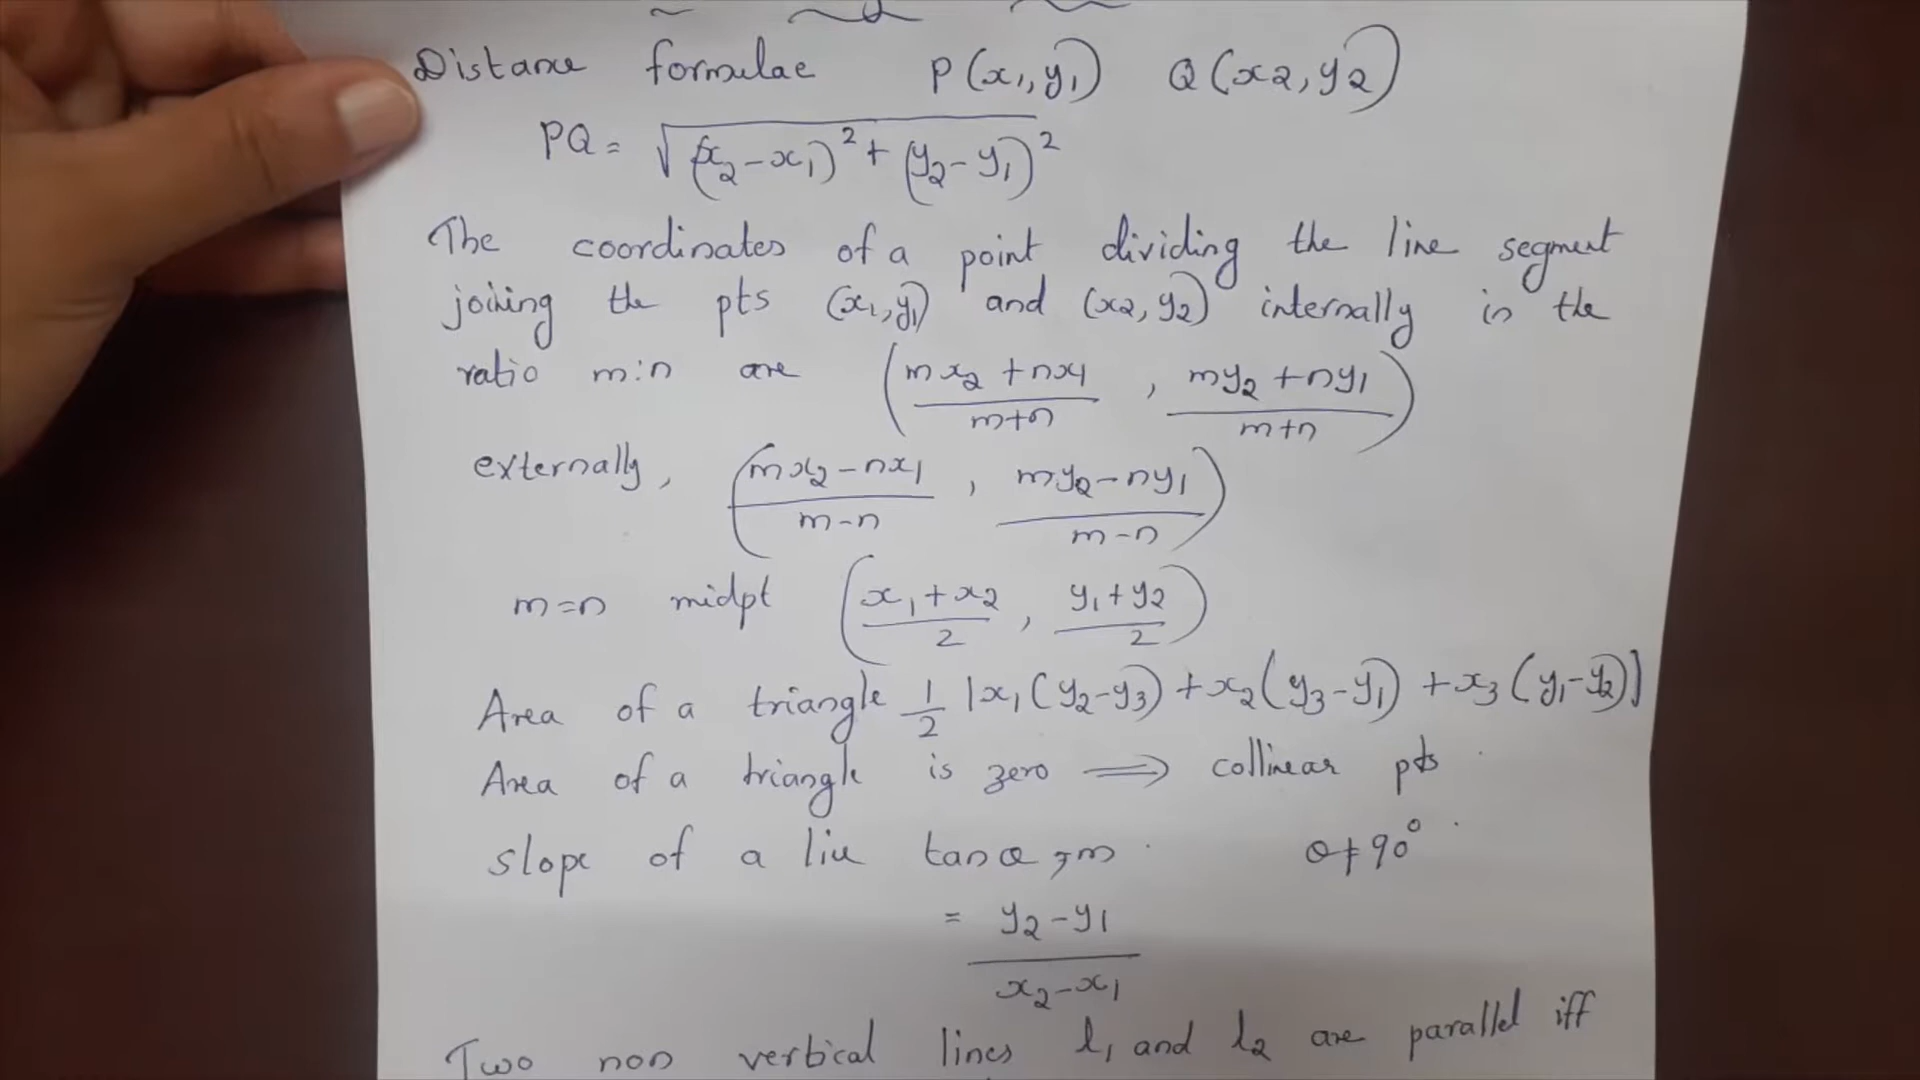 Distance formulae P(x₁,y₁) Q(x2,y2)
PQ = √(x₂-x₁)² + (y₂-y₁)²
The coordinates of a point dividing the line segment
joining the pts (x₁,y₁) and (x2,y2) internally in the
ratio m:n are (mx₂+nx₁/m+n , my₂+ny₁/m+n)
externally, (mx₂-nx₁/m-n , my₂-ny₁/m-n)
m=n midpt (x₁+x₂/2 , y₁+y₂/2)
Area of a triangle 1/2 |x₁(y₂-y₃)+x₂(y₃-y₁)+x₃(y₁-y₂)|
Area of a triangle is zero ⟹ collinear pts
slope of a line tanθ = m. θ≠90°
= y₂-y₁/x₂-x₁
Two non vertical lines l₁ and l₂ are parallel iff